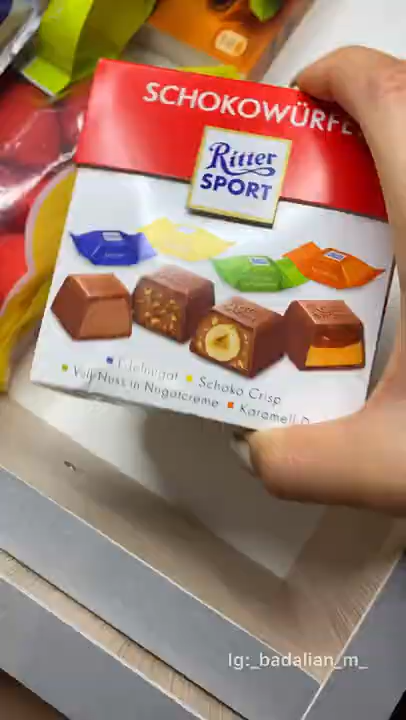 SCHOKOWÜRFE
Ritter
SPORT
Edelnugat Schoko Crisp
Voll-Nuss in Nugatcreme Karamell
Ig:_badalian_m_